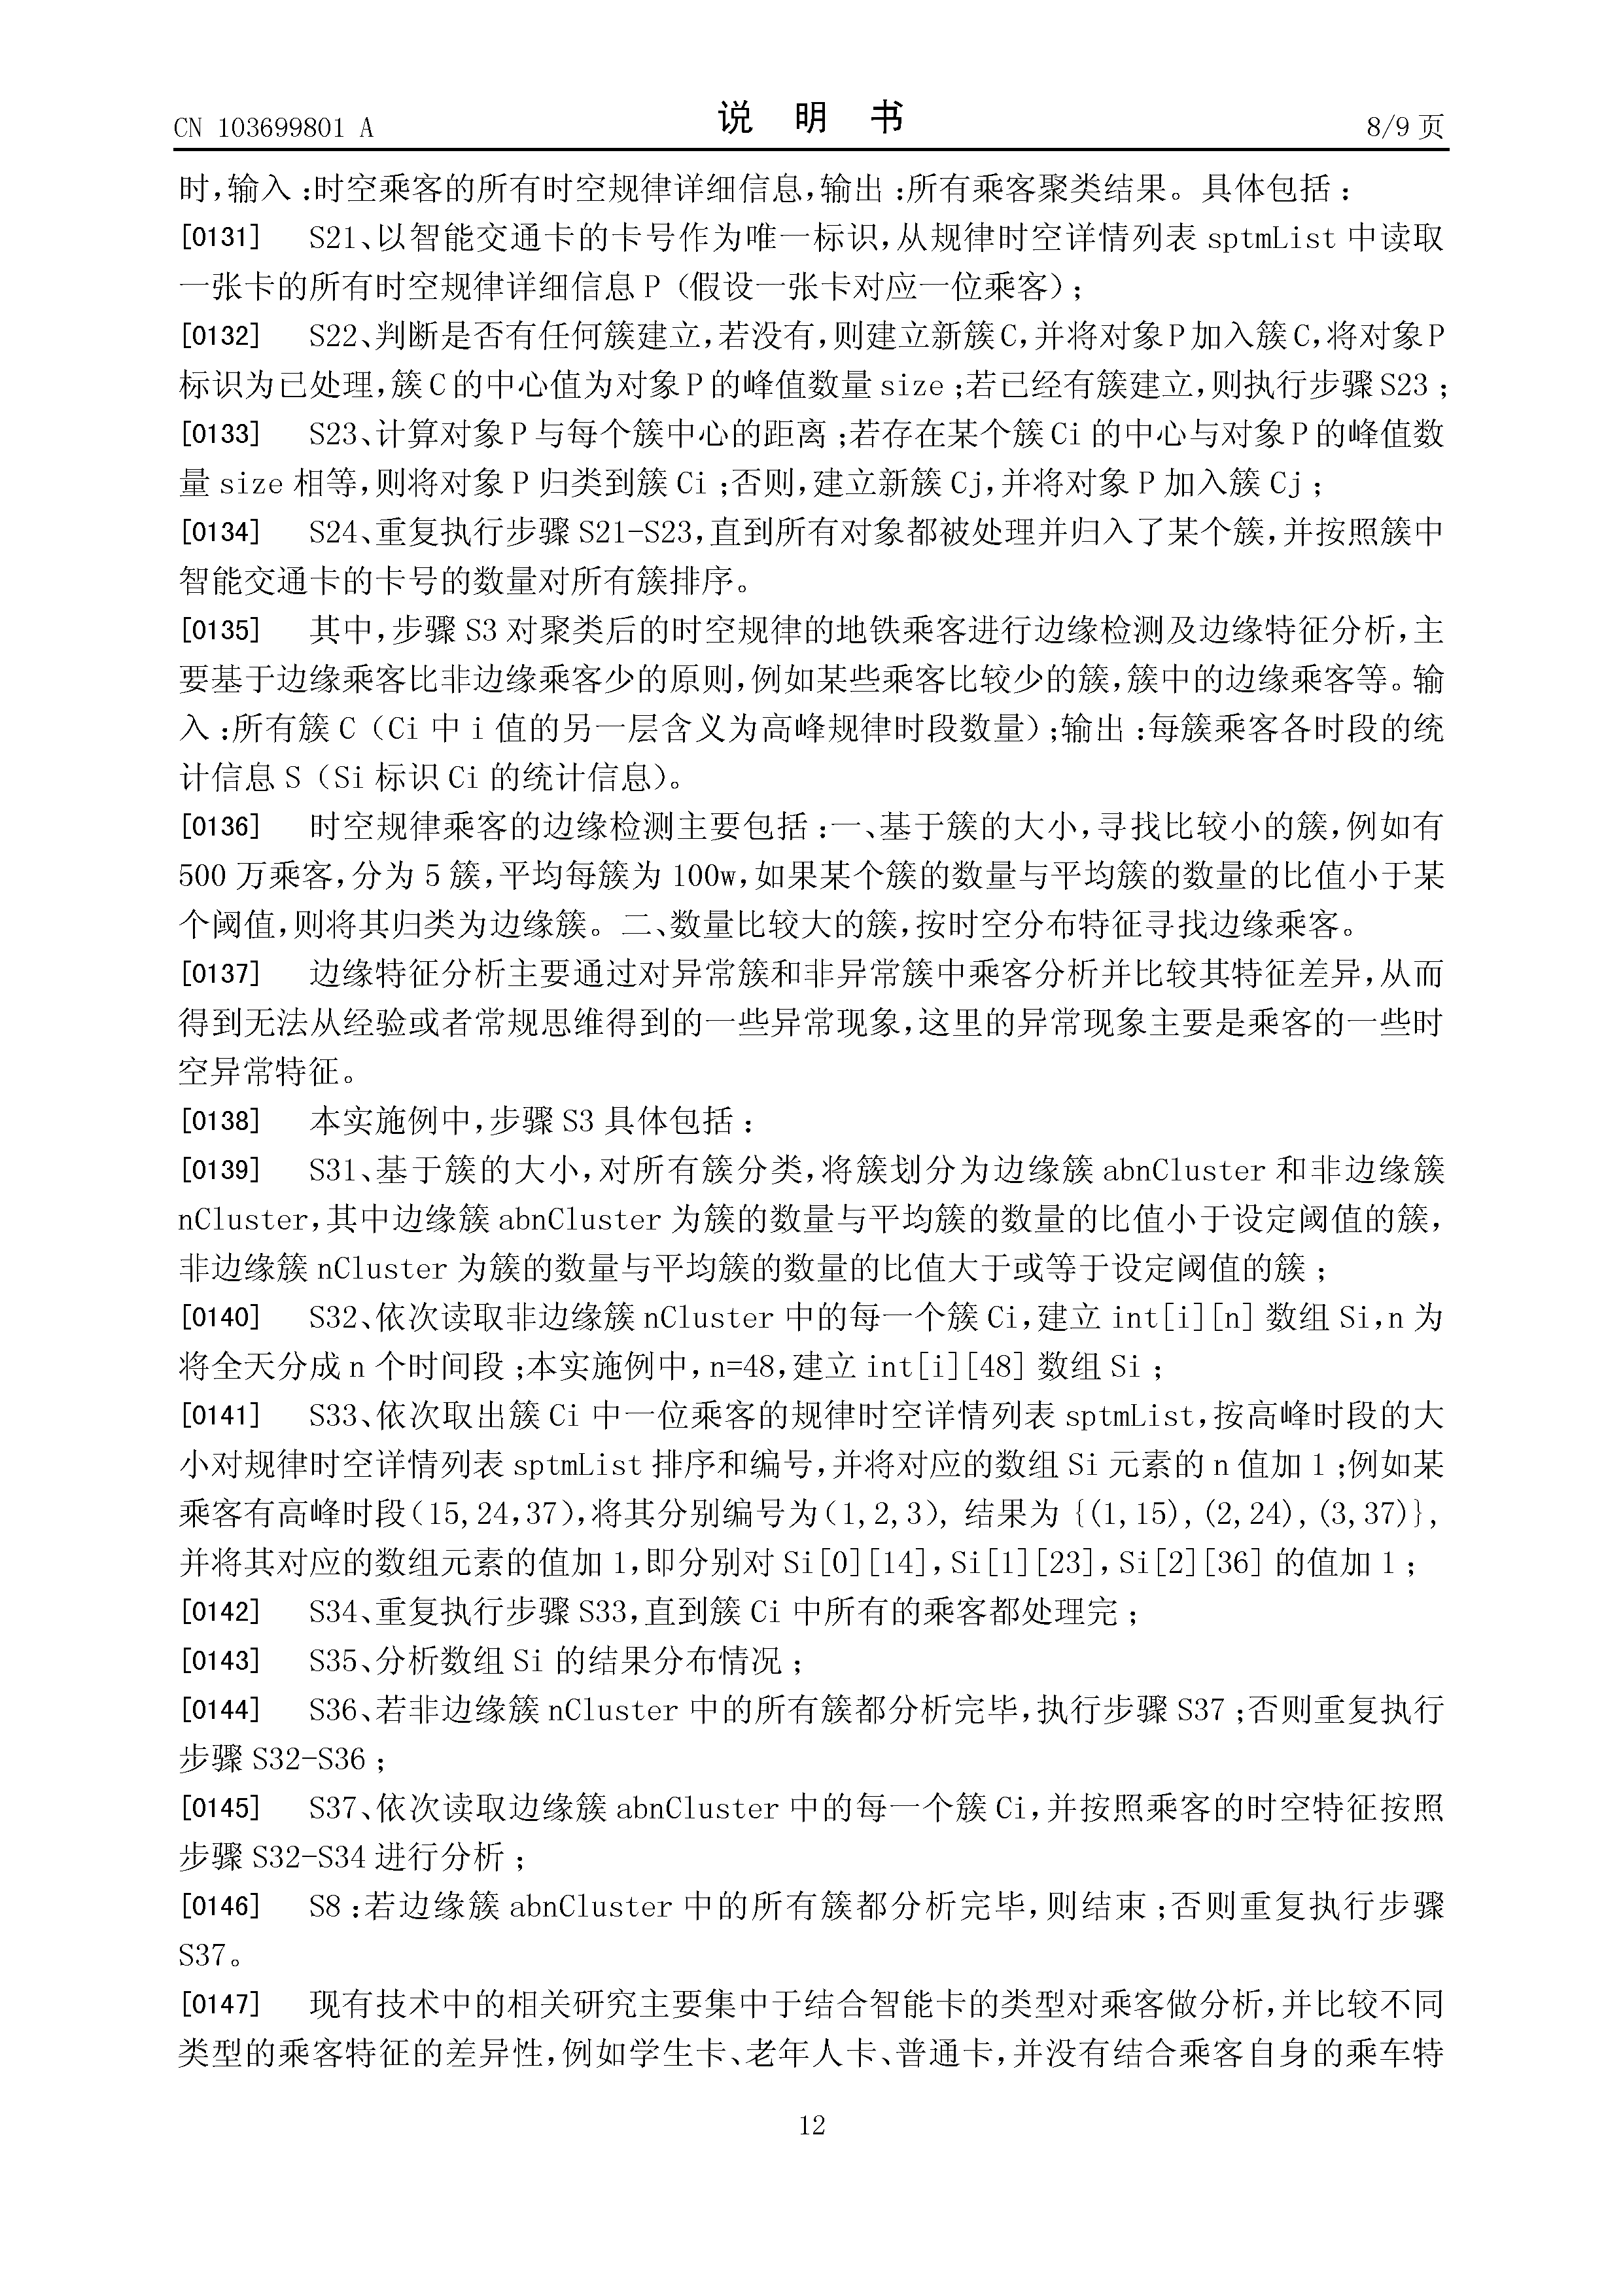 CN 103699801 A
说 明 书
8/9 页
时,输入:时空乘客的所有时空规律详细信息,输出:所有乘客聚类结果。具体包括:
[0131] S21、以智能交通卡的卡号作为唯一标识,从规律时空详情列表 sptmList 中读取
一张卡的所有时空规律详细信息 P（假设一张卡对应一位乘客）;
[0132] S22、判断是否有任何簇建立,若没有,则建立新簇C,并将对象P加入簇C,将对象P
标识为已处理,簇C的中心值为对象P的峰值数量 size;若已经有簇建立,则执行步骤S23;
[0133] S23、计算对象P与每个簇中心的距离;若存在某个簇Ci的中心与对象P的峰值数
量 size 相等,则将对象 P 归类到簇 Ci;否则,建立新簇 Cj,并将对象 P 加入簇 Cj;
[0134] S24、重复执行步骤 S21-S23,直到所有对象都被处理并归入了某个簇,并按照簇中
智能交通卡的卡号的数量对所有簇排序。
[0135] 其中,步骤 S3 对聚类后的时空规律的地铁乘客进行边缘检测及边缘特征分析,主
要基于边缘乘客比非边缘乘客少的原则,例如某些乘客比较少的簇,簇中的边缘乘客等。输
入:所有簇 C（Ci 中 i 值的另一层含义为高峰规律时段数量）;输出:每簇乘客各时段的统
计信息 S（Si 标识 Ci 的统计信息）。
[0136] 时空规律乘客的边缘检测主要包括:一、基于簇的大小,寻找比较小的簇,例如有
500 万乘客,分为 5 簇,平均每簇为 100w,如果某个簇的数量与平均簇的数量的比值小于某
个阈值,则将其归类为边缘簇。二、数量比较大的簇,按时空分布特征寻找边缘乘客。
[0137] 边缘特征分析主要通过对异常簇和非异常簇中乘客分析并比较其特征差异,从而
得到无法从经验或者常规思维得到的一些异常现象,这里的异常现象主要是乘客的一些时
空异常特征。
[0138] 本实施例中,步骤 S3 具体包括:
[0139] S31、基于簇的大小,对所有簇分类,将簇划分为边缘簇 abnCluster 和非边缘簇
nCluster,其中边缘簇 abnCluster 为簇的数量与平均簇的数量的比值小于设定阈值的簇,
非边缘簇 nCluster 为簇的数量与平均簇的数量的比值大于或等于设定阈值的簇;
[0140] S32、依次读取非边缘簇 nCluster 中的每一个簇 Ci,建立 int[i][n] 数组 Si,n 为
将全天分成 n 个时间段;本实施例中,n=48,建立 int[i][48] 数组 Si;
[0141] S33、依次取出簇 Ci 中一位乘客的规律时空详情列表 sptmList,按高峰时段的大
小对规律时空详情列表 sptmList 排序和编号,并将对应的数组 Si 元素的 n 值加 1;例如某
乘客有高峰时段(15,24,37),将其分别编号为(1,2,3), 结果为 {(1,15),(2,24),(3,37)},
并将其对应的数组元素的值加 1,即分别对 Si[0][14],Si[1][23],Si[2][36] 的值加 1;
[0142] S34、重复执行步骤 S33,直到簇 Ci 中所有的乘客都处理完;
[0143] S35、分析数组 Si 的结果分布情况;
[0144] S36、若非边缘簇 nCluster 中的所有簇都分析完毕,执行步骤 S37;否则重复执行
步骤 S32-S36;
[0145] S37、依次读取边缘簇 abnCluster 中的每一个簇 Ci,并按照乘客的时空特征按照
步骤 S32-S34 进行分析;
[0146] S8:若边缘簇 abnCluster 中的所有簇都分析完毕,则结束;否则重复执行步骤
S37。
[0147] 现有技术中的相关研究主要集中于结合智能卡的类型对乘客做分析,并比较不同
类型的乘客特征的差异性,例如学生卡、老年人卡、普通卡,并没有结合乘客自身的乘车特
12